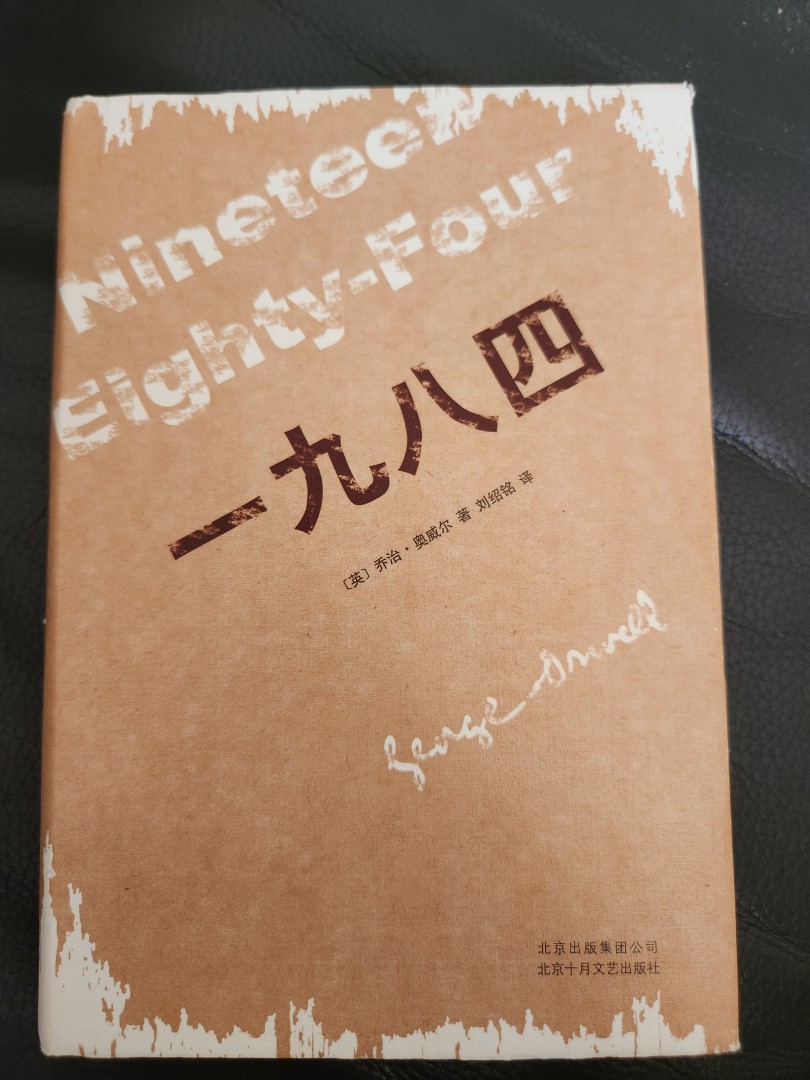 Nineteen
Eighty-Four
一九八四
〔英〕乔治·奥威尔 著 刘绍铭 译
George Orwell
北京出版集团公司
北京十月文艺出版社